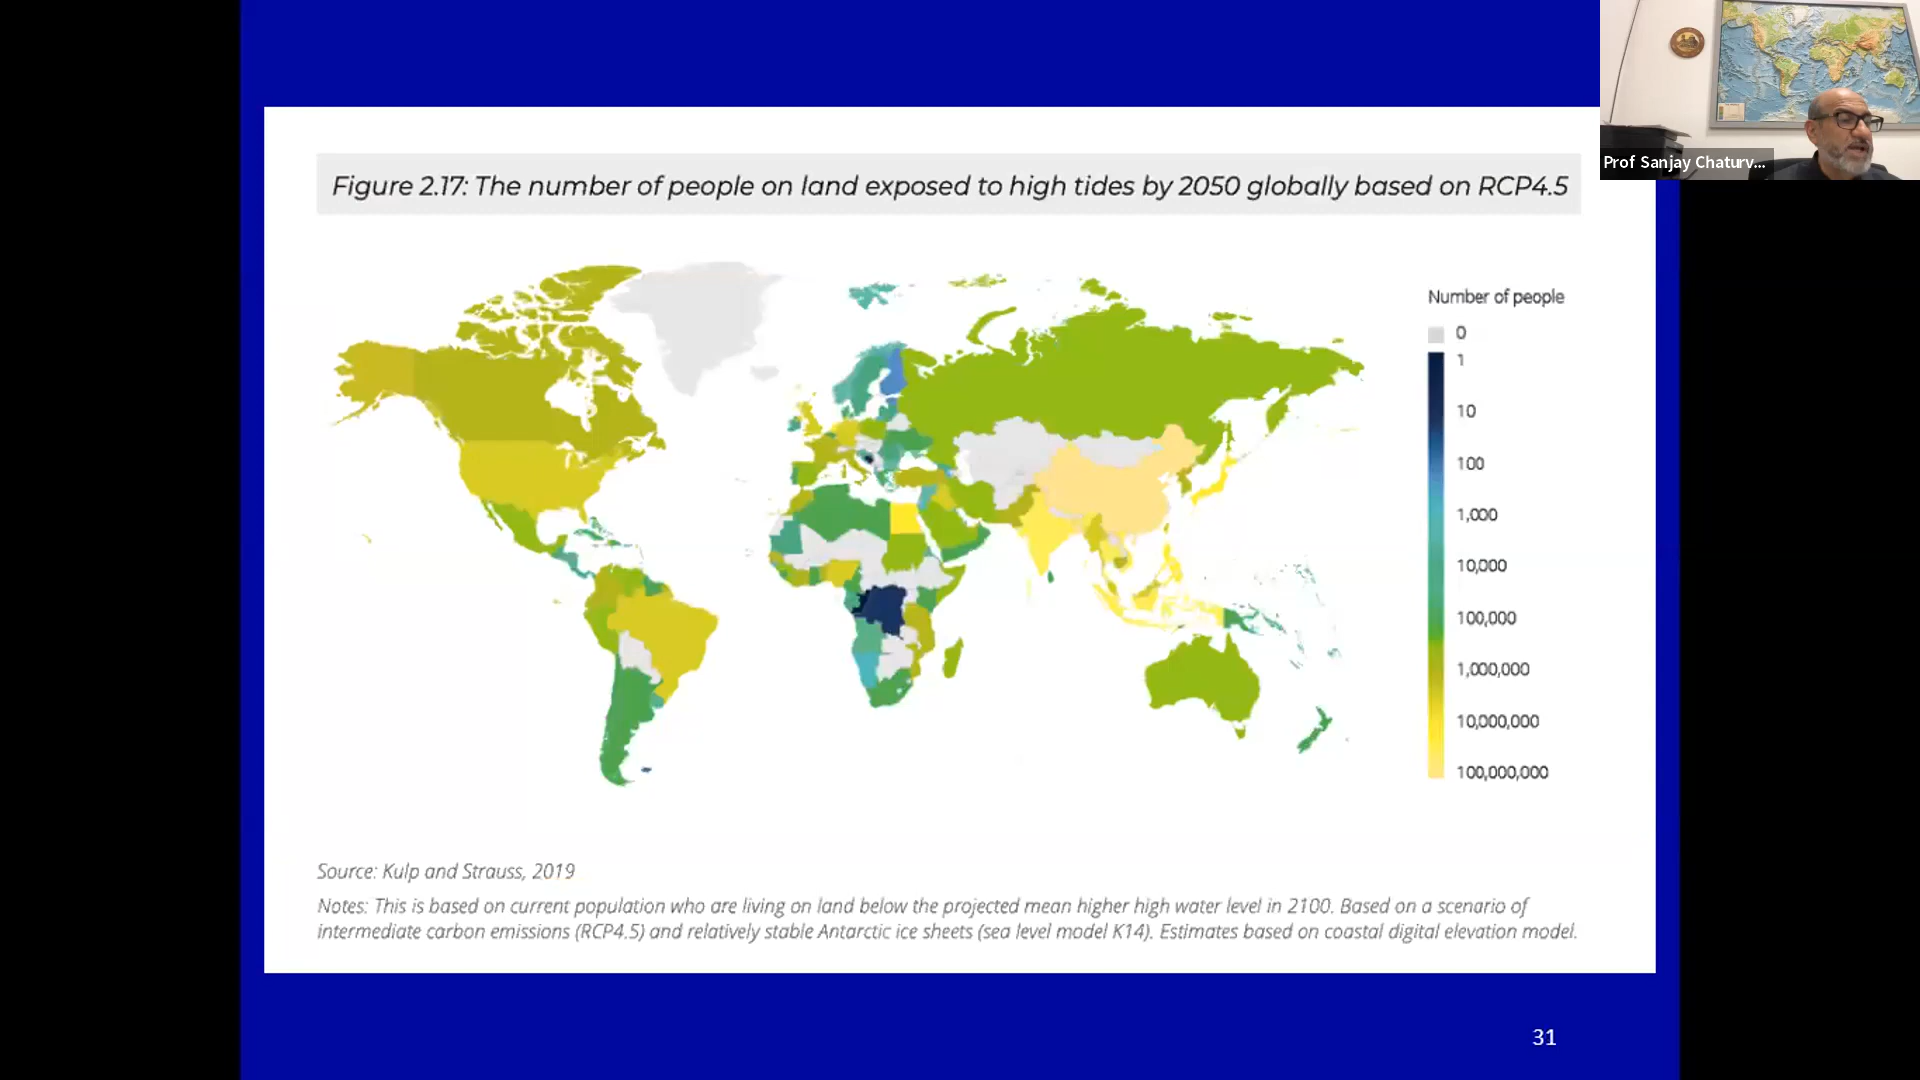 Prof Sanjay Chaturv...
Figure 2.17: The number of people on land exposed to high tides by 2050 globally based on RCP4.5
Number of people
0
1
10
100
1,000
10,000
100,000
1,000,000
10,000,000
100,000,000
Source: Kulp and Strauss, 2019
Notes: This is based on current population who are living on land below the projected mean higher high water level in 2100. Based on a scenario of
intermediate carbon emissions (RCP4.5) and relatively stable Antarctic ice sheets (sea level model K14). Estimates based on coastal digital elevation model.
31